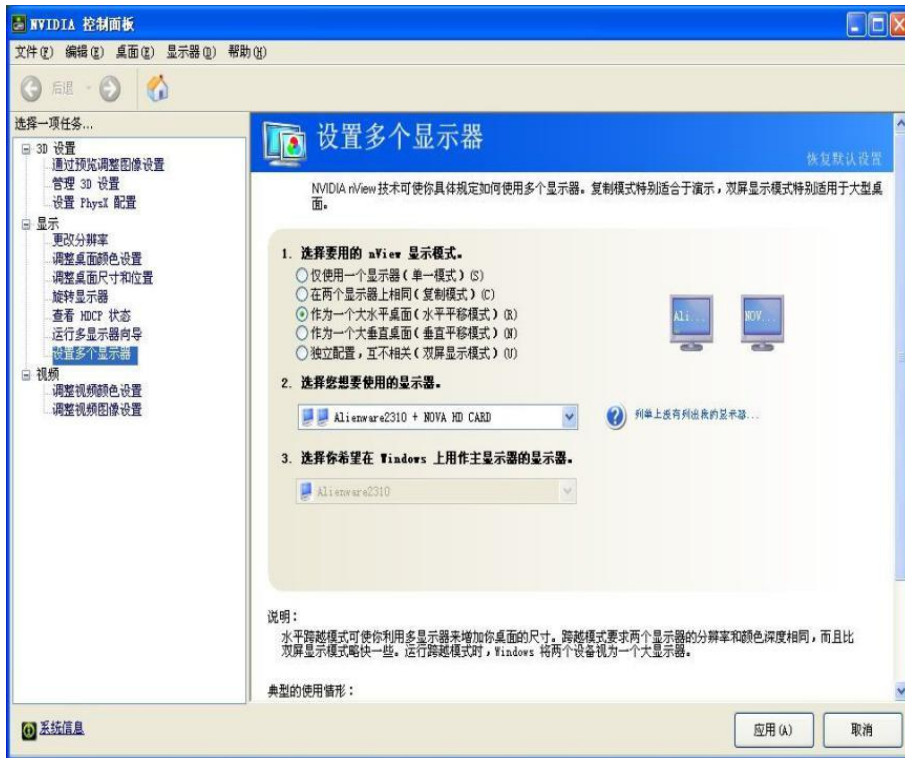 NVIDIA 控制面板
文件(F) 编辑(E) 桌面(E) 显示器(D) 帮助(H)
后退
选择一项任务...
3D 设置
通过预览调整图像设置
管理 3D 设置
设置 PhysX 配置
显示
更改分辨率
调整桌面颜色设置
调整桌面尺寸和位置
旋转显示器
查看 HDCP 状态
运行多显示器向导
设置多个显示器
视频
调整视频颜色设置
调整视频图像设置
设置多个显示器
恢复默认设置
NVIDIA nView 技术可使你具体规定如何使用多个显示器。复制模式特别适合于演示，双屏显示模式特别适用于大型桌
面。
1. 选择要用的 nView 显示模式。
仅使用一个显示器(单一模式)(S)
在两个显示器上相同(复制模式)(C)
作为一个大水平桌面(水平平移模式)(R)
作为一个大垂直桌面(垂直平移模式)(N)
独立配置，互不相关(双屏显示模式)(U)
Ali...
NOV...
2. 选择您想要使用的显示器。
Alienware2310 + NOVA HD CARD
列单上没有列出我的显示器...
3. 选择你希望在 Windows 上用作主显示器的显示器。
Alienware2310
说明：
水平跨越模式可使你利用多显示器来增加你桌面的尺寸。跨越模式要求两个显示器的分辨率和颜色深度相同，而且比
双屏显示模式略快一些。运行跨越模式时，Windows 将两个设备视为一个大显示器。
典型的使用情形：
系统信息
应用(A)
取消